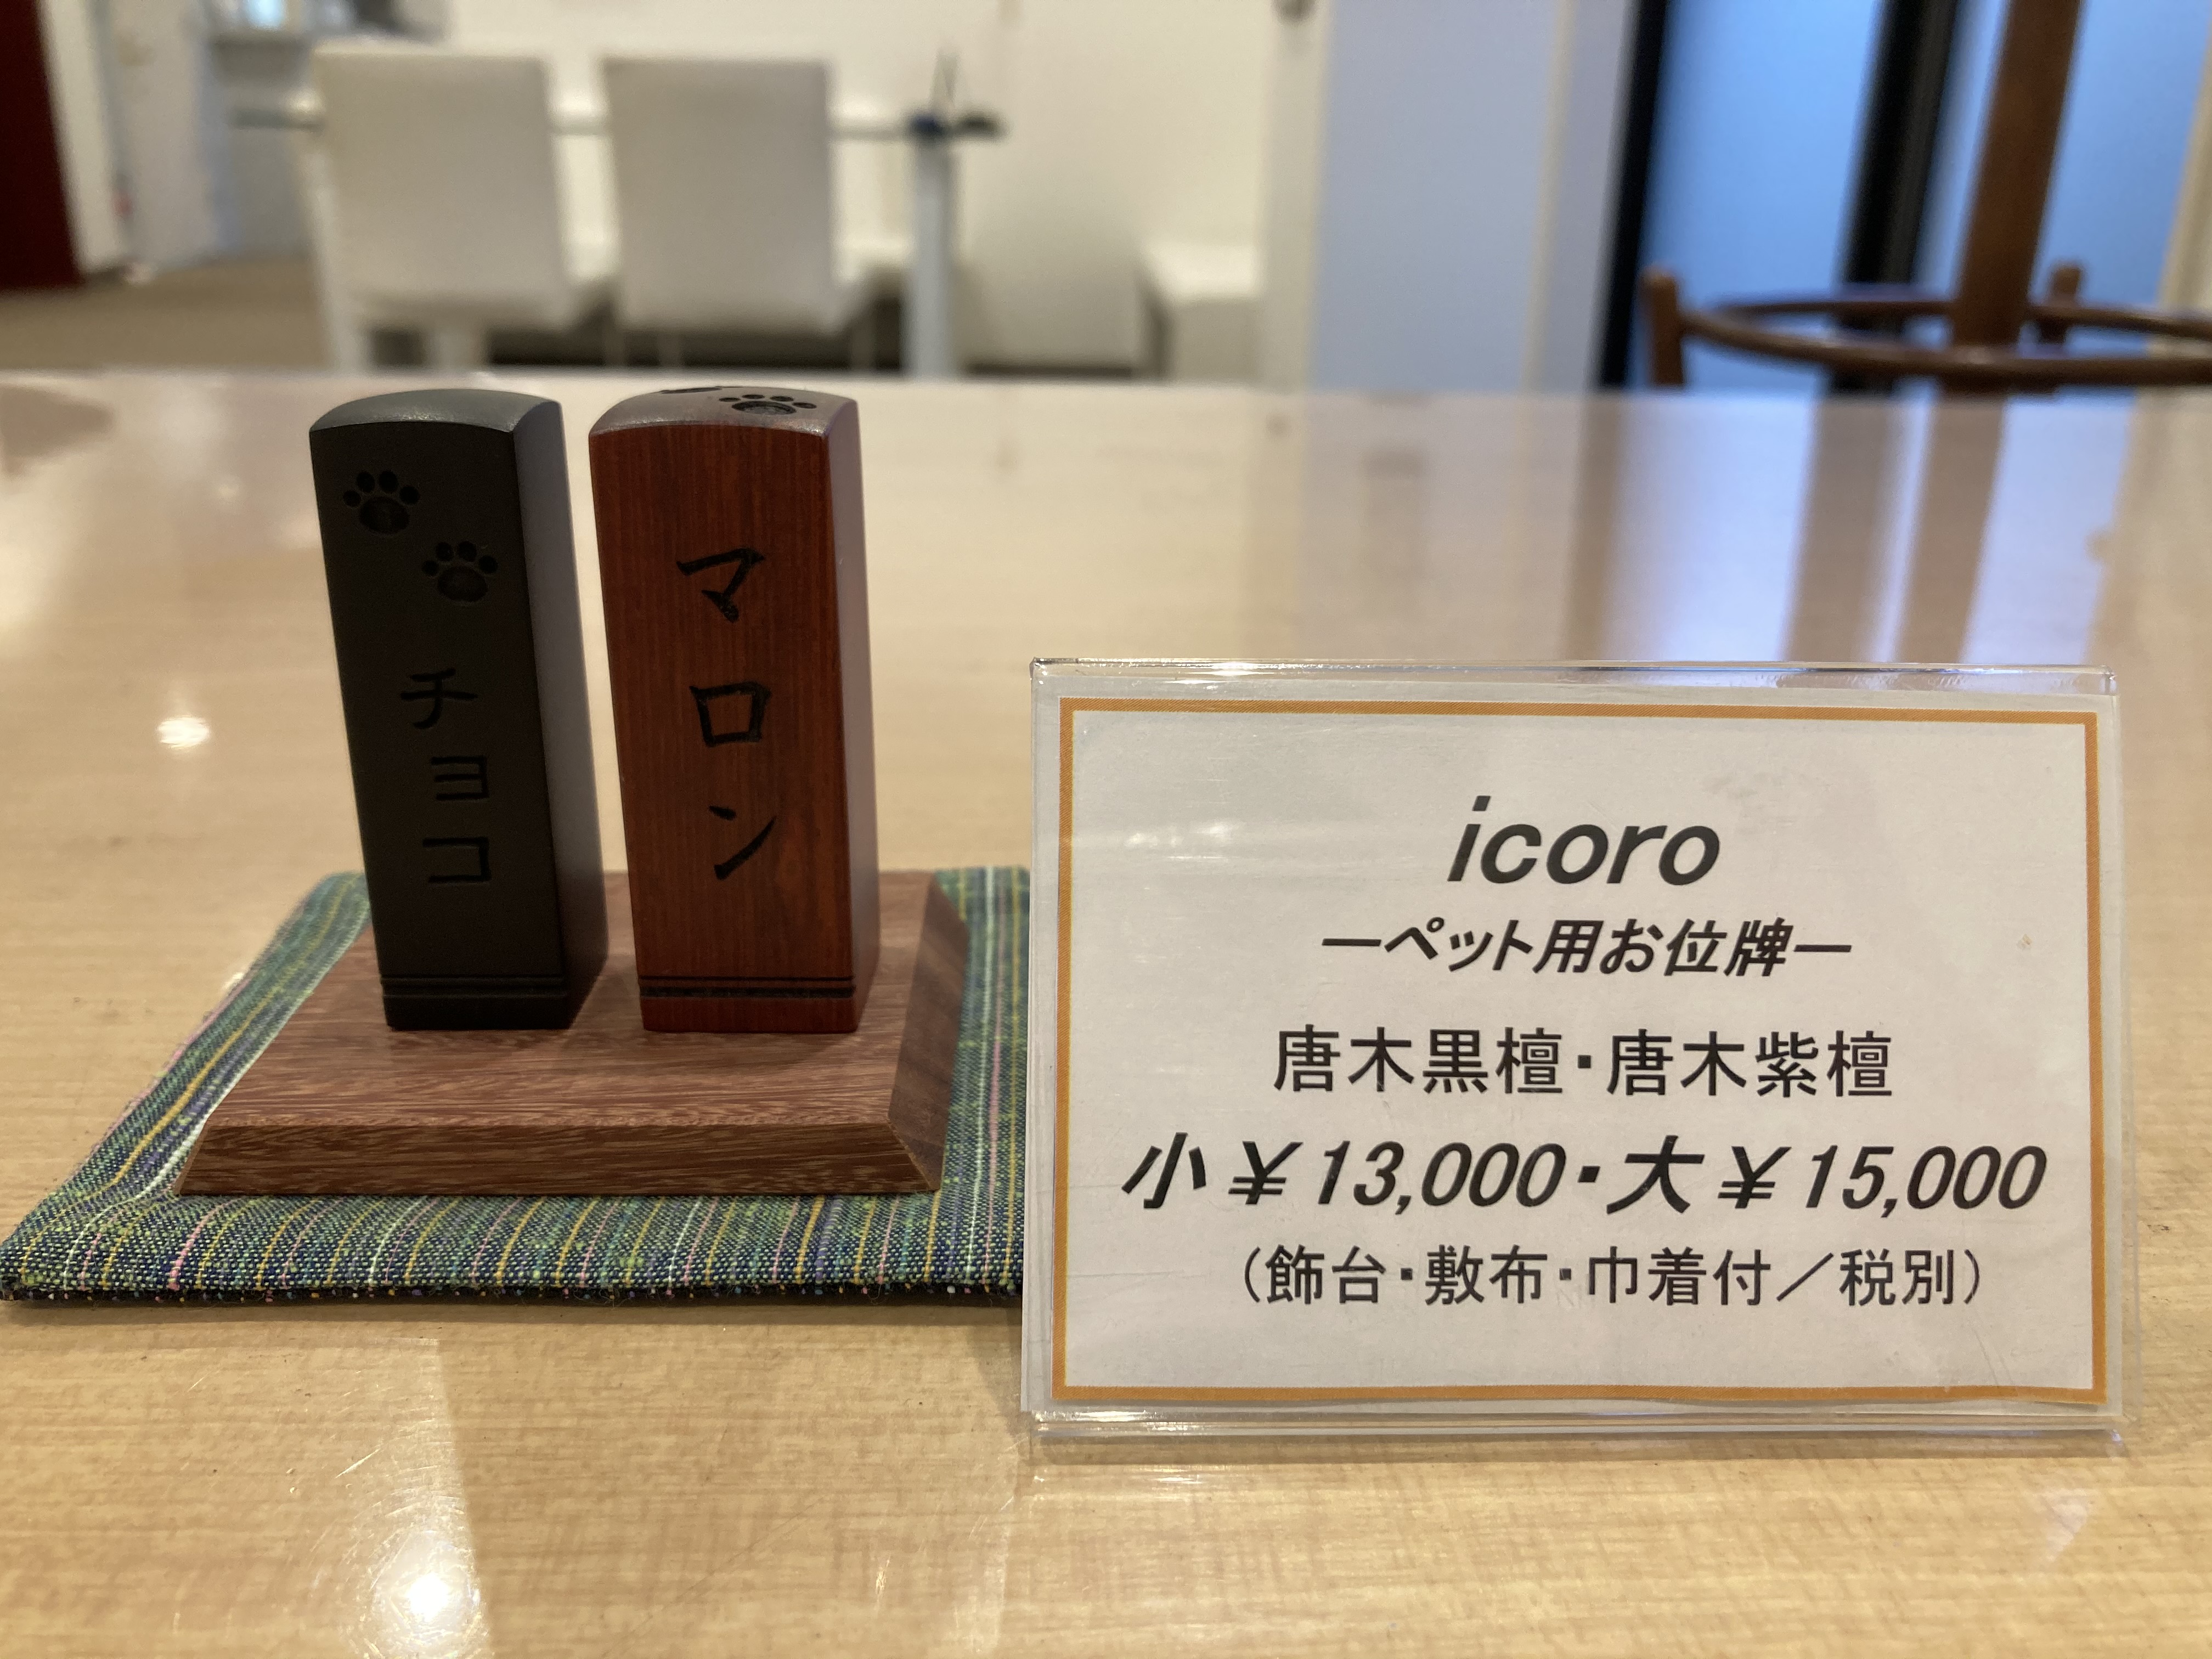 チョコ
マロン
icoro
ーペット用お位牌ー
唐木黒檀・唐木紫檀
小￥13,000・大￥15,000
（飾台・敷布・巾着付／税別）